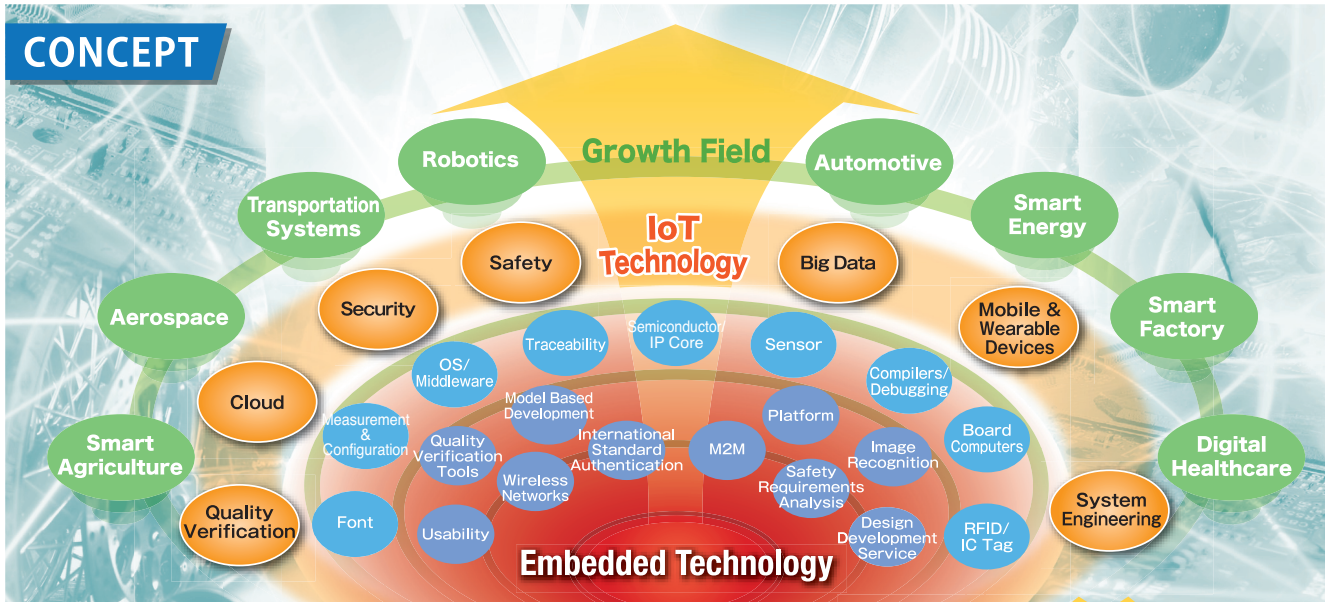 CONCEPT
Growth Field
Robotics
Automotive
Transportation
Systems
Smart
Energy
Aerospace
Smart
Factory
Smart
Agriculture
Digital
Healthcare
IoT
Technology
Safety
Big Data
Security
Mobile &
Wearable
Devices
Cloud
Quality
Verification
System
Engineering
Semiconductor/
IP Core
Traceability
Sensor
OS/
Middleware
Compilers/
Debugging
Measurement
&
Configuration
Board
Computers
Font
RFID/
IC Tag
Model Based
Development
Platform
Quality
Verification
Tools
International
Standard
Authentication
M2M
Image
Recognition
Wireless
Networks
Safety
Requirements
Analysis
Usability
Design
Development
Service
Embedded Technology